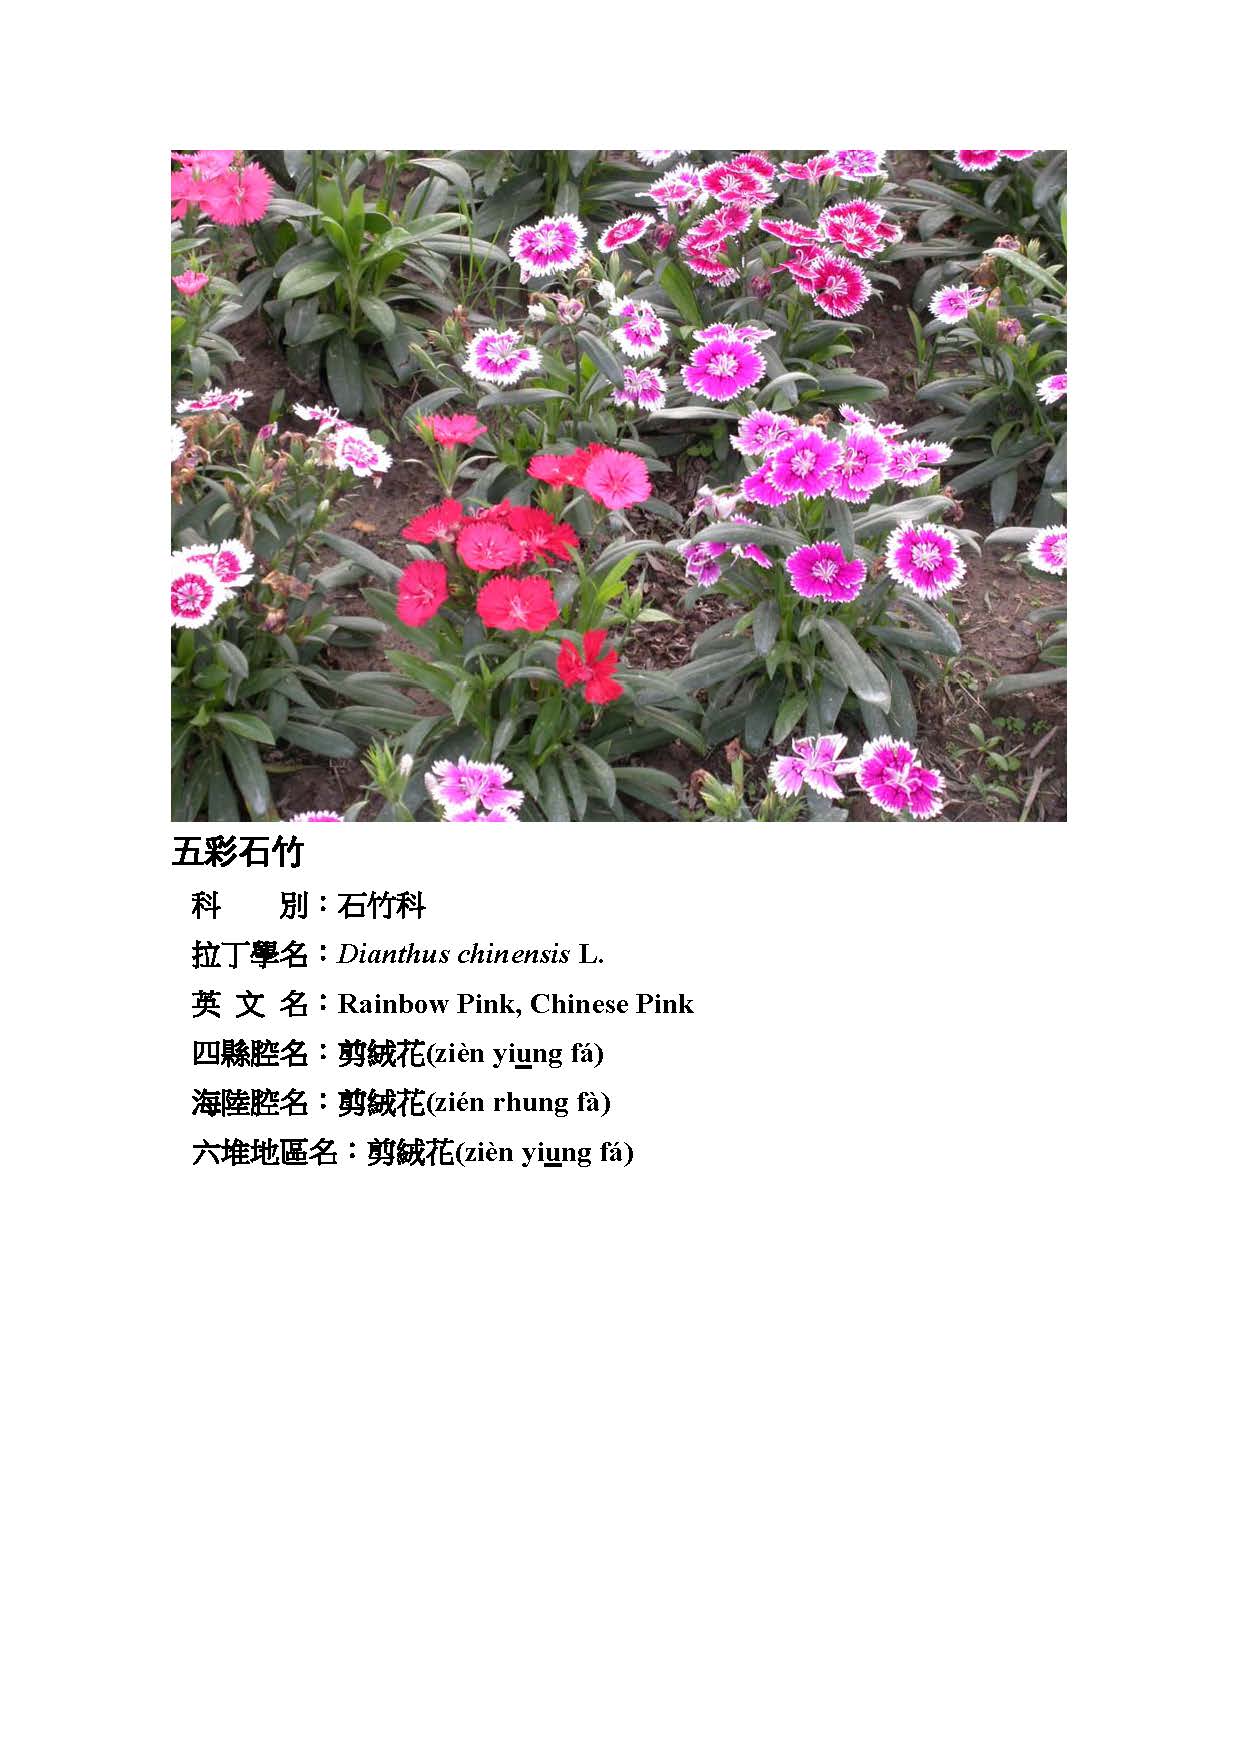 五彩石竹
科　　別：石竹科
拉丁學名：Dianthus chinensis L.
英 文 名：Rainbow Pink, Chinese Pink
四縣腔名：剪絨花(zièn yiung fá)
海陸腔名：剪絨花(zién rhung fà)
六堆地區名：剪絨花(zièn yiung fá)